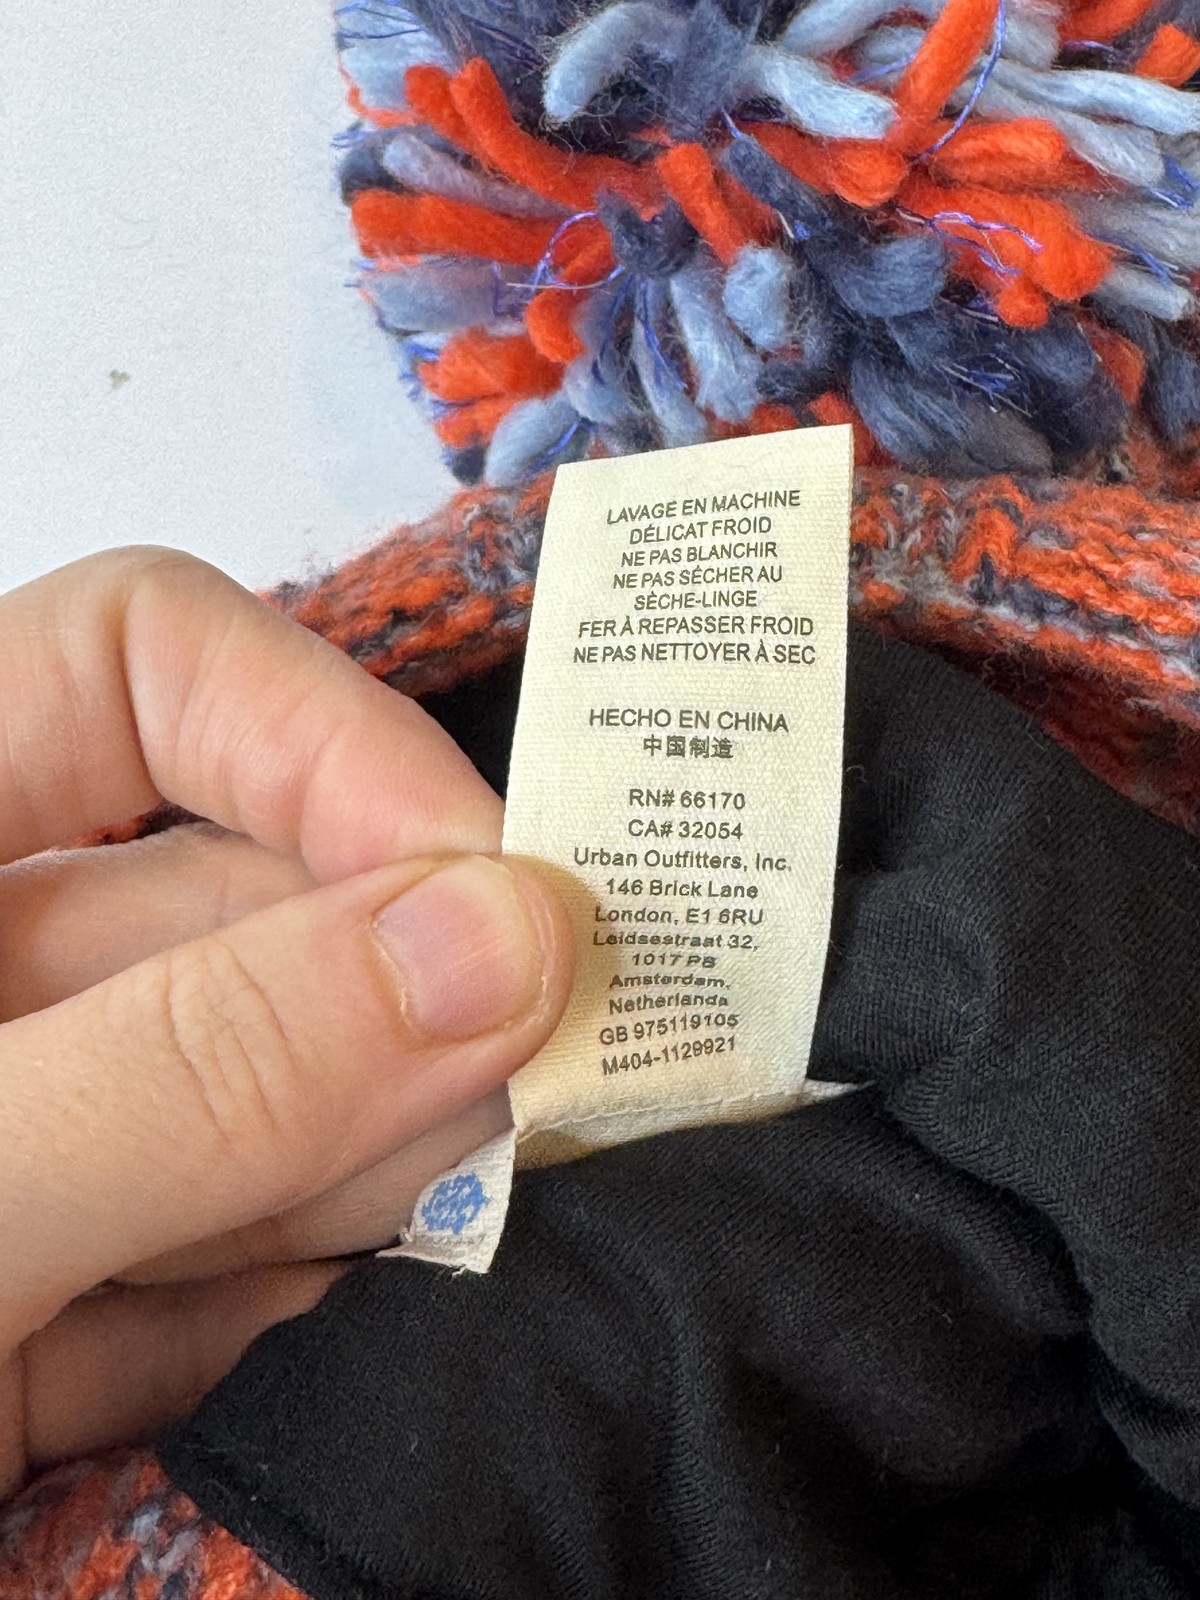 LAVAGE EN MACHINE
DÉLICAT FROID
NE PAS BLANCHIR
NE PAS SÉCHER AU
SÈCHE-LINGE
FER À REPASSER FROID
NE PAS NETTOYER À SEC
HECHO EN CHINA
中国制造
RN# 66170
CA# 32054
Urban Outfitters, Inc.
146 Brick Lane
London, E1 6RU
Leidsestraat 32,
1017 PB
Amsterdam,
Netherlands
GB 975119105
M404-1129921